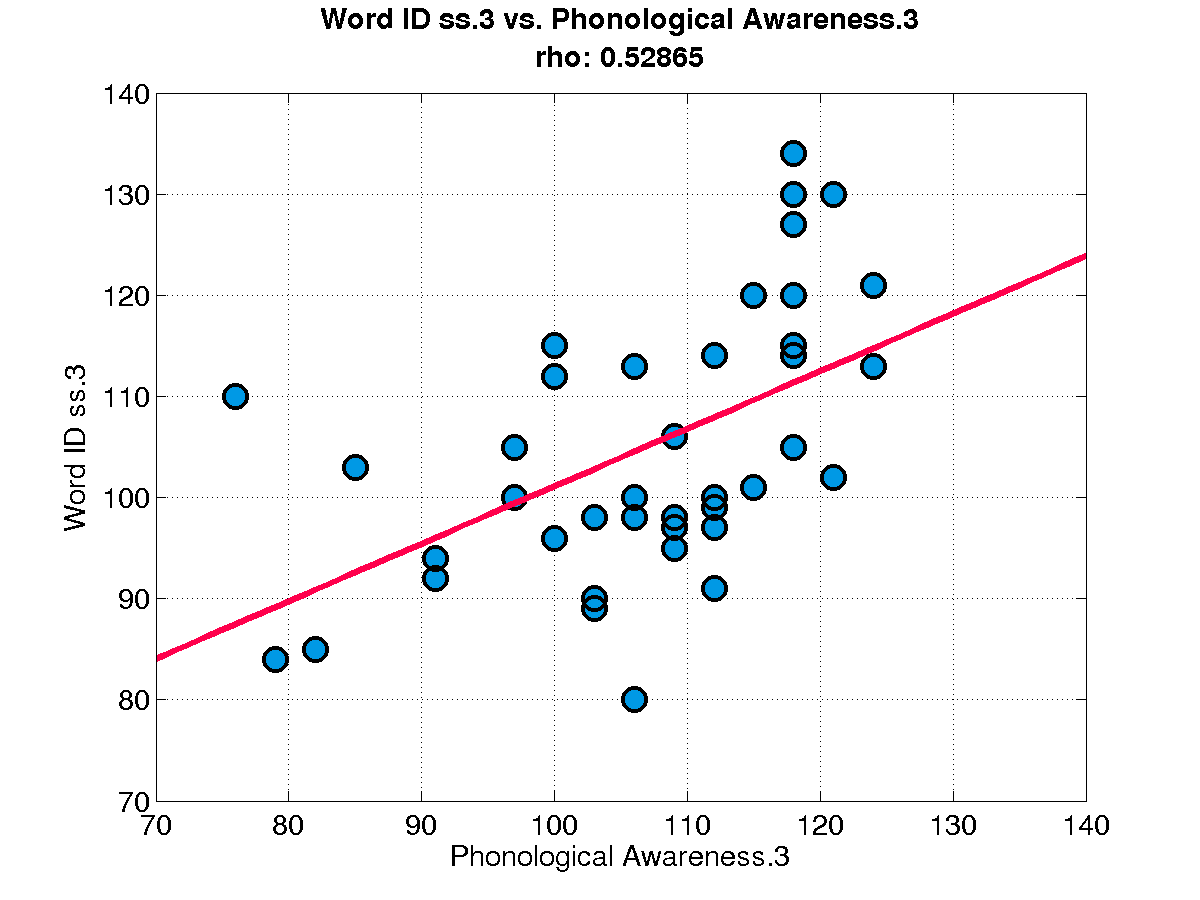 Word ID ss.3 vs. Phonological Awareness.3
rho: 0.52865
140
130
120
110
100
90
80
70
Word ID ss.3
70 80 90 100 110 120 130 140
Phonological Awareness.3